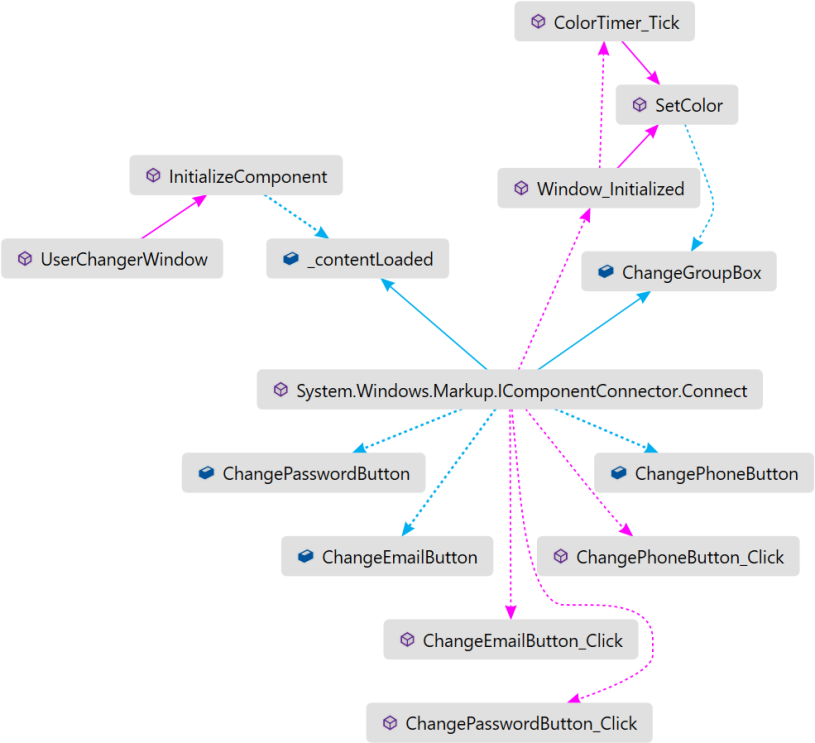 ColorTimer_Tick
SetColor
InitializeComponent
Window_Initialized
UserChangerWindow
_contentLoaded
ChangeGroupBox
System.Windows.Markup.IComponentConnector.Connect
ChangePasswordButton
ChangePhoneButton
ChangeEmailButton
ChangePhoneButton_Click
ChangeEmailButton_Click
ChangePasswordButton_Click